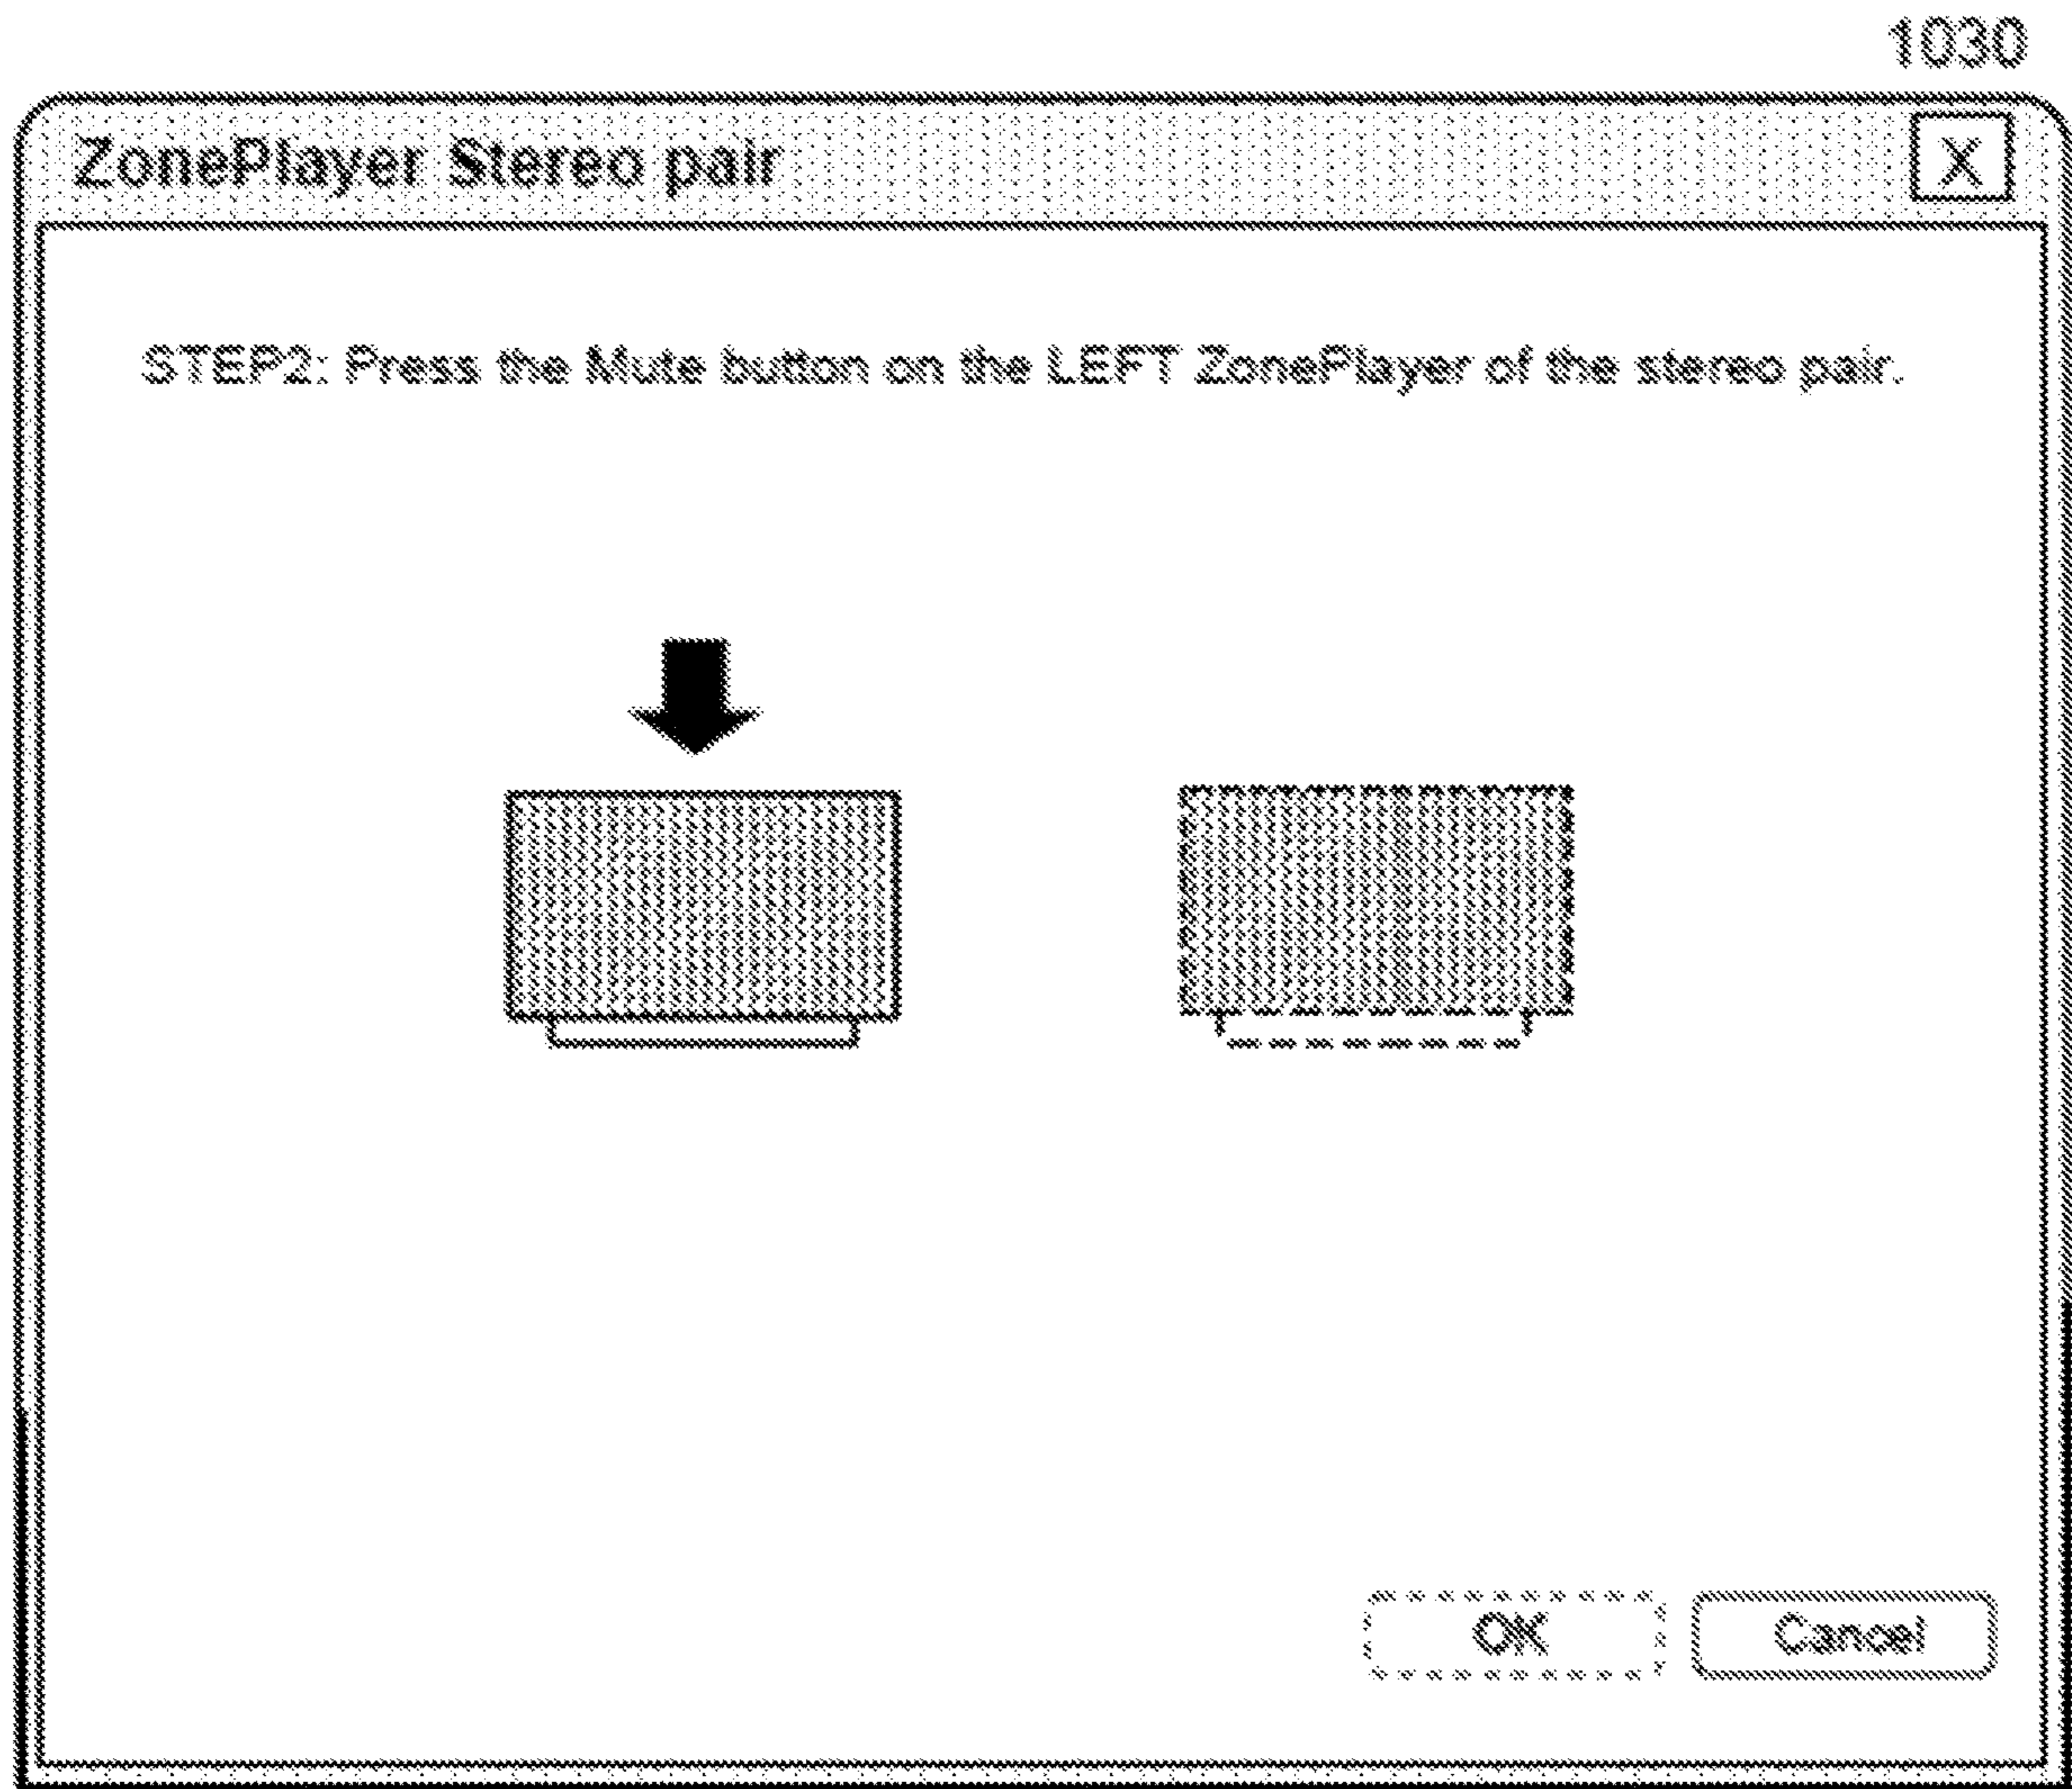 1030
ZonePlayer Stereo pair
X
STEP2: Press the Mute button on the LEFT ZonePlayer of the stereo pair.
OK
Cancel